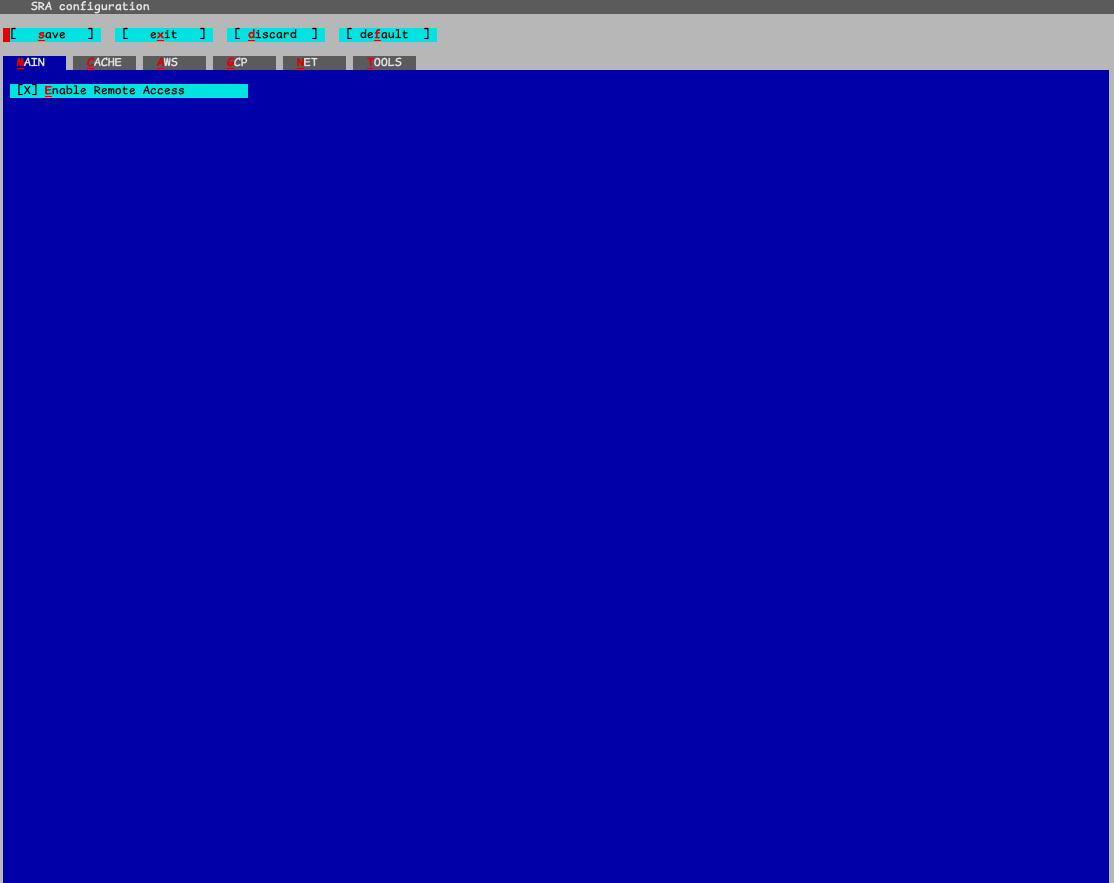 SRA configuration
[   save   ]  [   exit   ]  [ discard  ]  [ default  ]
MAIN  CACHE  AWS  GCP  NET  TOOLS
[X] Enable Remote Access